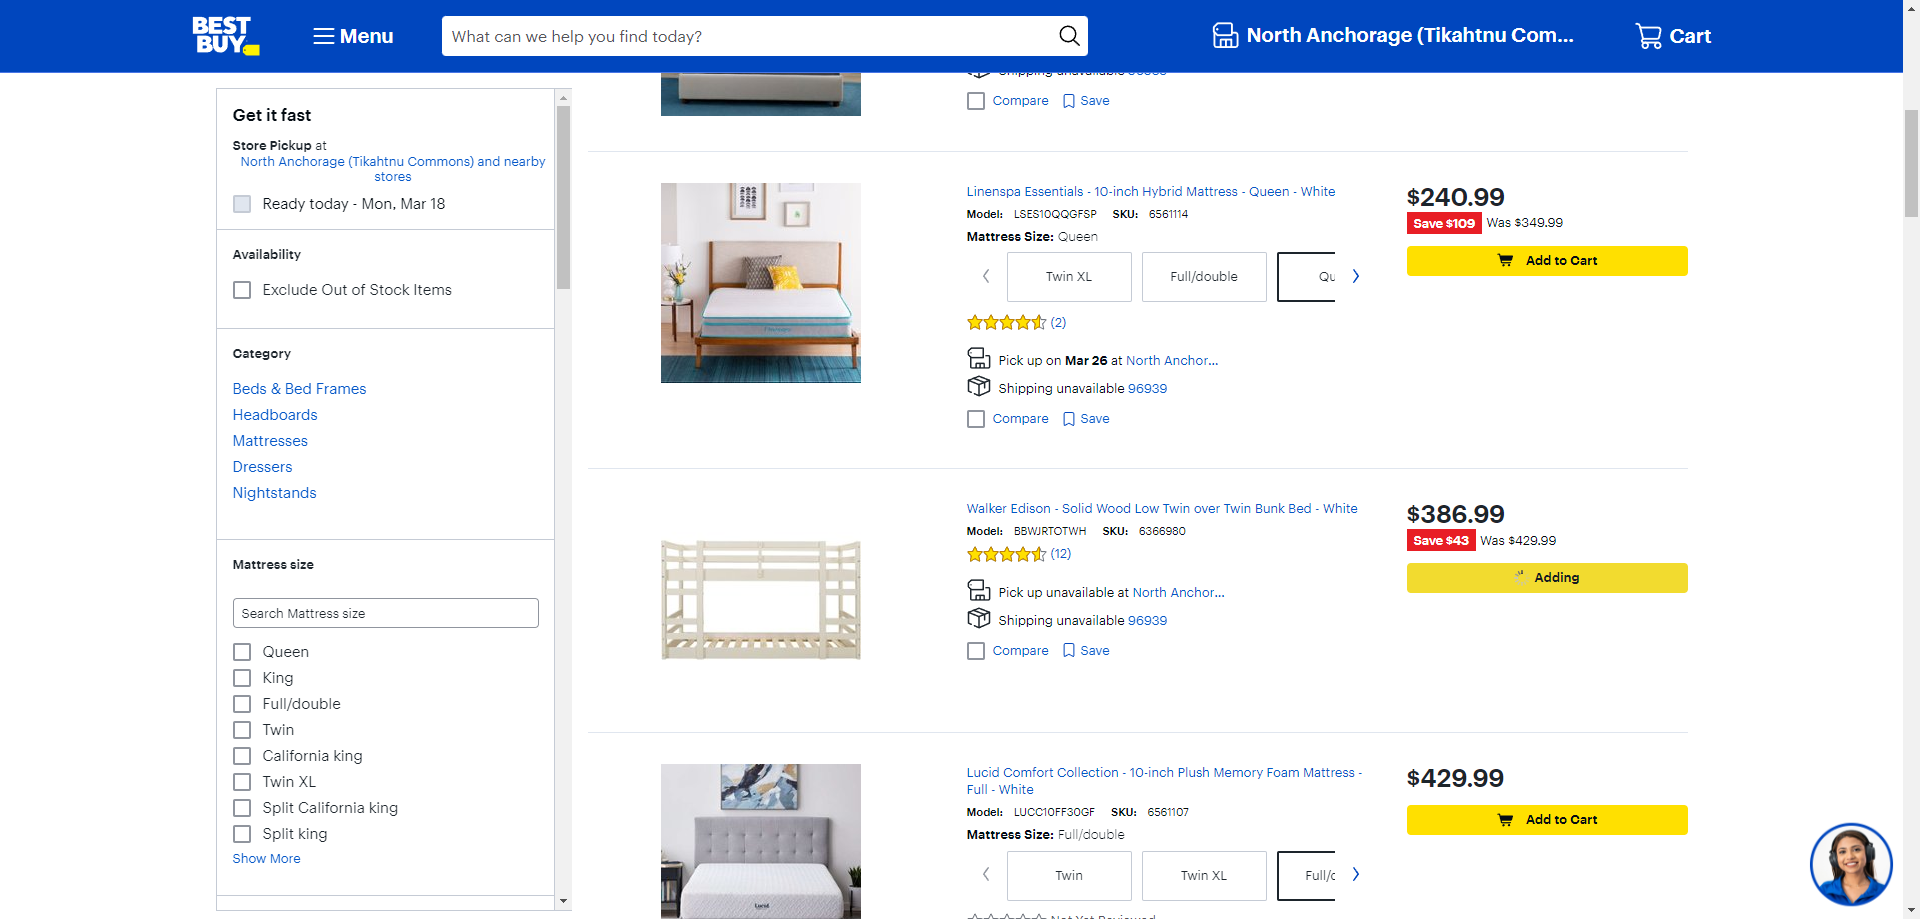 BEST BUY
Menu
What can we help you find today?
North Anchorage (Tikahtnu Com...
Cart
Get it fast
Store Pickup at
North Anchorage (Tikahtnu Commons) and nearby
stores
Ready today - Mon, Mar 18
Availability
Exclude Out of Stock Items
Category
Beds & Bed Frames
Headboards
Mattresses
Dressers
Nightstands
Mattress size
Search Mattress size
Queen
King
Full/double
Twin
California king
Twin XL
Split California king
Split king
Show More
Shipping unavailable
Compare Save
Linenspa Essentials - 10-inch Hybrid Mattress - Queen - White
Model: LSES10QQGFSP SKU: 6561114
Mattress Size: Queen
Twin XL Full/double Qu
(2)
Pick up on Mar 26 at North Anchor...
Shipping unavailable 96939
Compare Save
$240.99
Save $109 Was $349.99
Add to Cart
Walker Edison - Solid Wood Low Twin over Twin Bunk Bed - White
Model: BBWJRTOTWH SKU: 6366980
(12)
Pick up unavailable at North Anchor...
Shipping unavailable 96939
Compare Save
$386.99
Save $43 Was $429.99
Adding
Lucid Comfort Collection - 10-inch Plush Memory Foam Mattress -
Full - White
Model: LUCC10FF30GF SKU: 6561107
Mattress Size: Full/double
Twin Twin XL Full/c
Not Yet Reviewed
$429.99
Add to Cart
Lucid